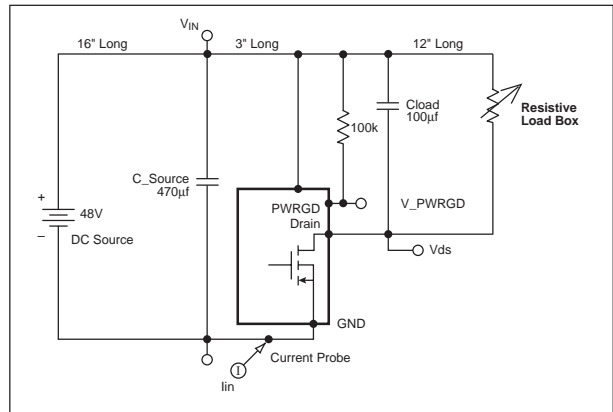 VIN
16" Long
3" Long
12" Long
100k
Cload
100µf
Resistive
Load Box
C_Source
470µf
+
48V
–
DC Source
PWRGD
Drain
V_PWRGD
Vds
GND
Current Probe
I
Iin